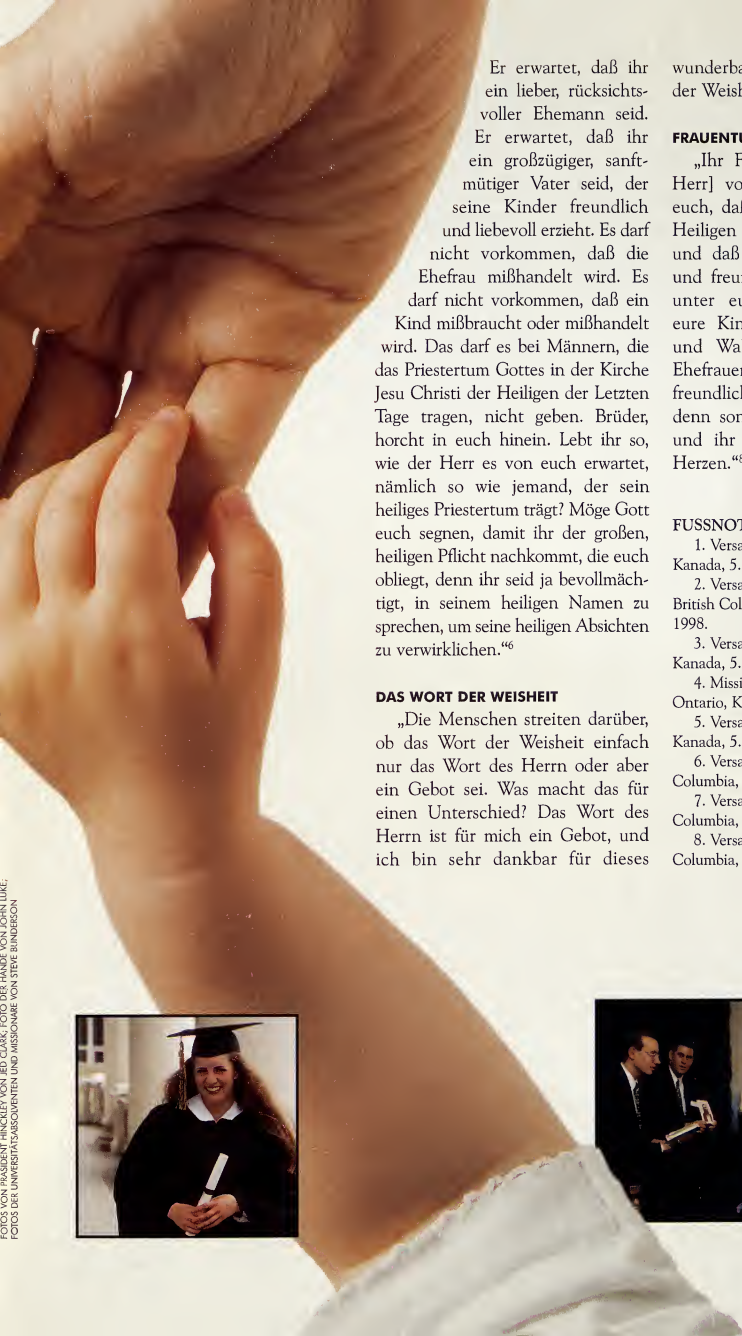 Er erwartet, daß ihr
ein lieber, rücksichts-
voller Ehemann seid.
Er erwartet, daß ihr
ein großzügiger, sanft-
mütiger Vater seid, der
seine Kinder freundlich
und liebevoll erzieht. Es darf
nicht vorkommen, daß die
Ehefrau mißhandelt wird. Es
darf nicht vorkommen, daß ein
Kind mißbraucht oder mißhandelt
wird. Das darf es bei Männern, die
das Priestertum Gottes in der Kirche
Jesu Christi der Heiligen der Letzten
Tage tragen, nicht geben. Brüder,
horcht in euch hinein. Lebt ihr so,
wie der Herr es von euch erwartet,
nämlich so wie jemand, der sein
heiliges Priestertum trägt? Möge Gott
euch segnen, damit ihr der großen,
heiligen Pflicht nachkommt, die euch
obliegt, denn ihr seid ja bevollmäch-
tigt, in seinem heiligen Namen zu
sprechen, um seine heiligen Absichten
zu verwirklichen.“6
DAS WORT DER WEISHEIT
„Die Menschen streiten darüber,
ob das Wort der Weisheit einfach
nur das Wort des Herrn oder aber
ein Gebot sei. Was macht das für
einen Unterschied? Das Wort des
Herrn ist für mich ein Gebot, und
ich bin sehr dankbar für dieses
wunderba
der Weish
FRAUENTU
„Ihr F
Herr] vo
euch, daß
Heiligen
und daß
und freun
unter eu
eure Kin
und Wa
Ehefrauen
freundlich
denn son
und ihr
Herzen.“8
FUSSNOT
1. Versa
Kanada, 5.
2. Versa
British Col
1998.
3. Versa
Kanada, 5.
4. Missi
Ontario, K
5. Versa
Kanada, 5.
6. Versa
Columbia,
7. Versa
Columbia,
8. Versa
Columbia,
FOTOS VON PRÄSIDENT HINCKLEY VON JED CLARK; FOTO DER HÄNDE VON JOHN LUKE;
FOTOS DER UNIVERSITÄTSABSOLVENTEN UND MISSIONARE VON STEVE BUNDERSON